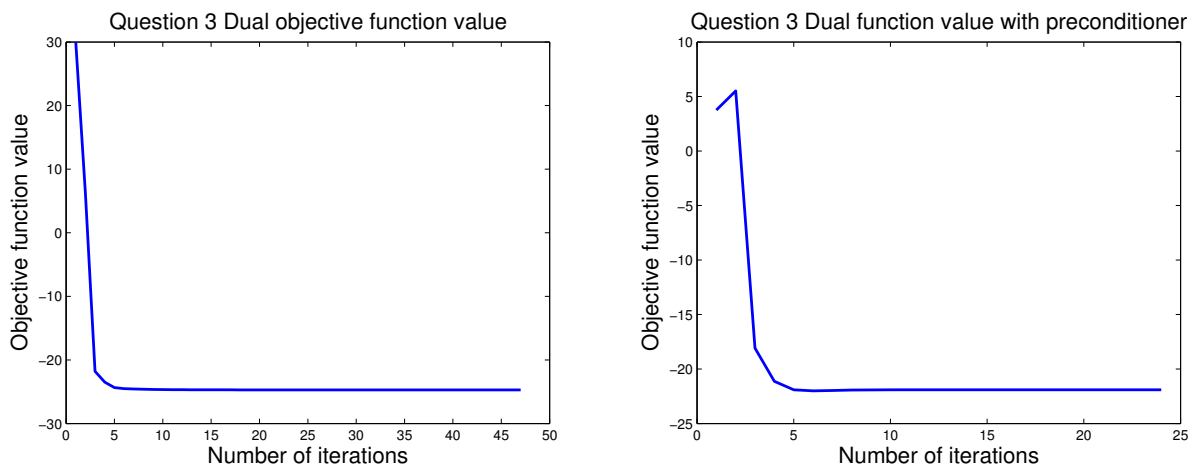 Question 3 Dual objective function value
30
20
10
0
−10
−20
−30
Objective function value
0 5 10 15 20 25 30 35 40 45 50
Number of iterations
Question 3 Dual function value with preconditioner
10
5
0
−5
−10
−15
−20
−25
Objective function value
0 5 10 15 20 25
Number of iterations